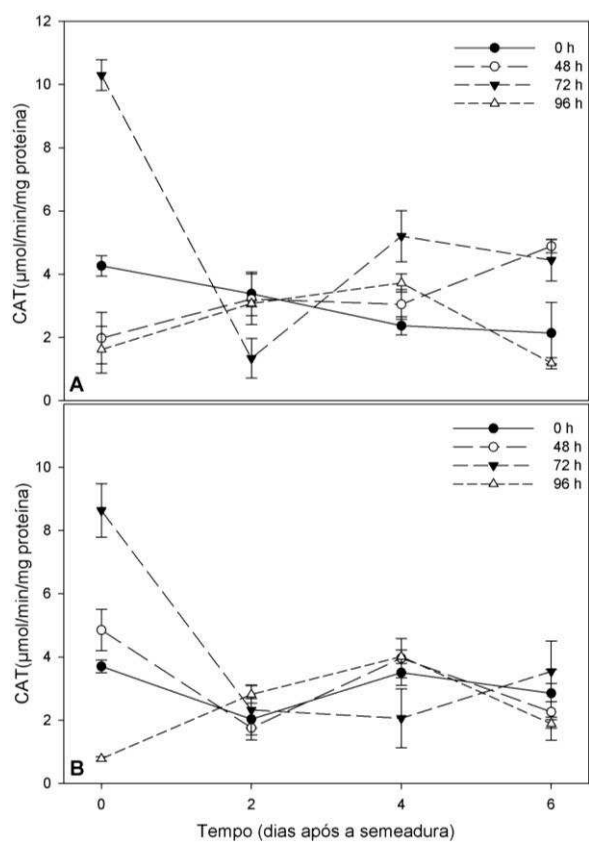 12
10
8
6
4
2
0
CAT(µmol/min/mg proteína)
A
0 h
48 h
72 h
96 h
10
8
6
4
2
0
CAT(µmol/min/mg proteína)
B
0 h
48 h
72 h
96 h
0 2 4 6
Tempo (dias após a semeadura)